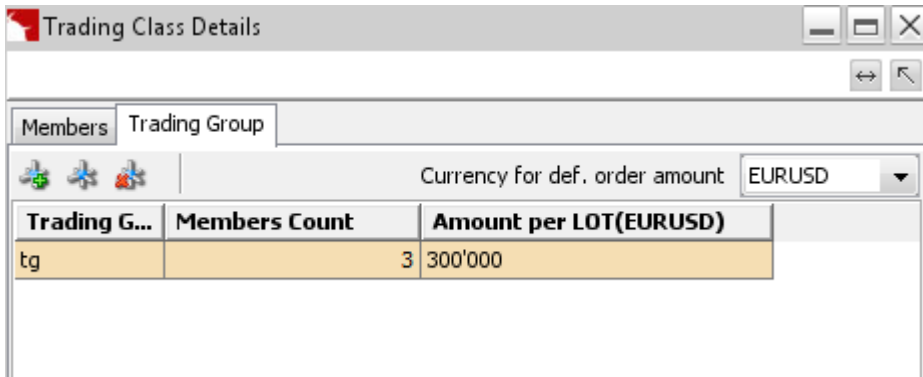 Trading Class Details
Members Trading Group
Currency for def. order amount EURUSD
Trading G... Members Count Amount per LOT(EURUSD)
tg 3 300'000